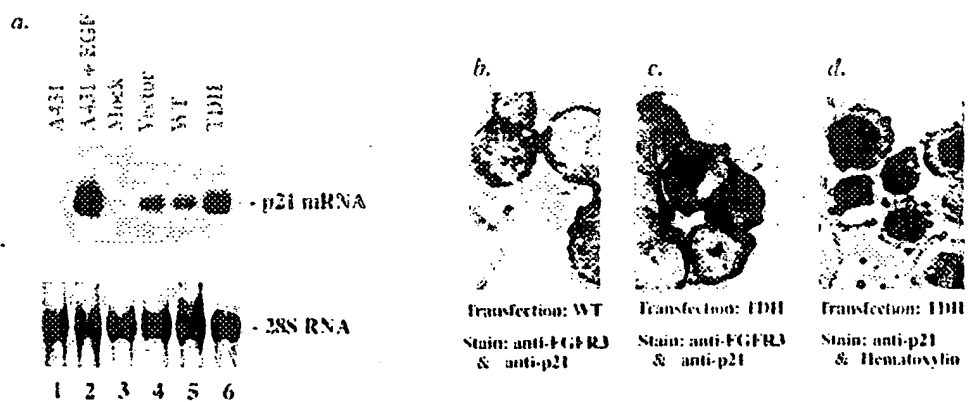 a.
A431
A431 + EGF
Mock
Vector
WT
TDII
- p21 mRNA
- 28S RNA
1 2 3 4 5 6
b.
c.
d.
Transfection: WT
Stain: anti-FGFR3
& anti-p21
Transfection: TDII
Stain: anti-FGFR3
& anti-p21
Transfection: TDII
Stain: anti-p21
& Hematoxylin